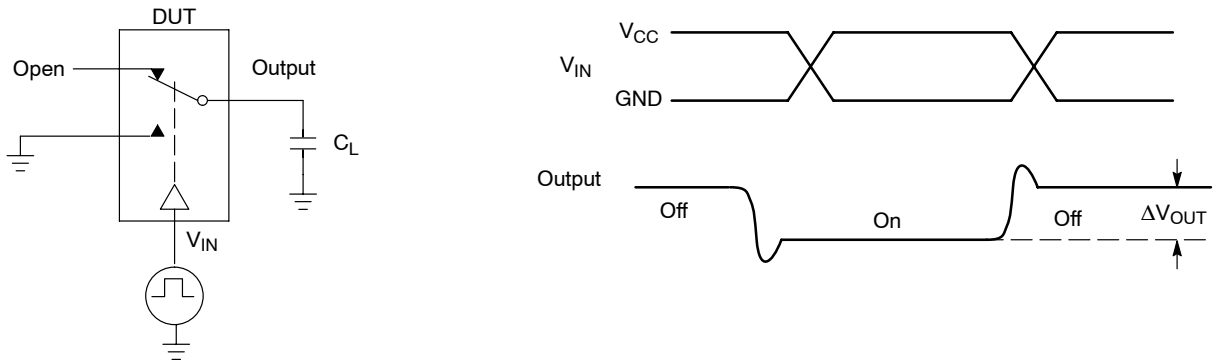 DUT
Open
Output
C_L
V_IN
V_CC
V_IN
GND
Output
Off
On
Off
ΔV_OUT